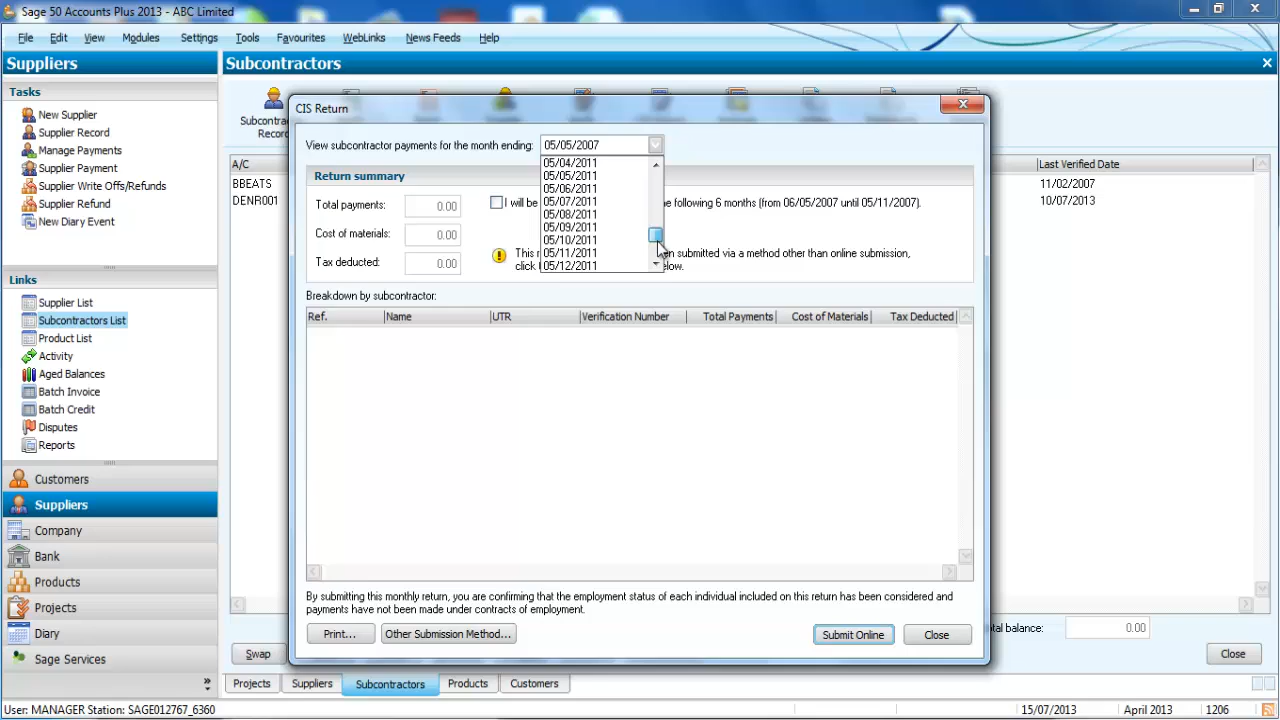 Sage 50 Accounts Plus 2013 - ABC Limited
File Edit View Modules Settings Tools Favourites WebLinks News Feeds Help
Suppliers
Subcontractors
Tasks
New Supplier
Supplier Record
Manage Payments
Supplier Payment
Supplier Write Offs/Refunds
Supplier Refund
New Diary Event
Links
Supplier List
Subcontractors List
Product List
Activity
Aged Balances
Batch Invoice
Batch Credit
Disputes
Reports
Customers
Suppliers
Company
Bank
Products
Projects
Diary
Sage Services
Subcontra
Recor
A/C
Last Verified Date
BBEATS
11/02/2007
DENR001
10/07/2013
CIS Return
View subcontractor payments for the month ending: 05/05/2007
05/04/2011
05/05/2011
05/06/2011
05/07/2011
05/08/2011
05/09/2011
05/10/2011
05/11/2011
05/12/2011
Return summary
Total payments: 0.00
I will be
e following 6 months (from 06/05/2007 until 05/11/2007).
Cost of materials: 0.00
Tax deducted: 0.00
n submitted via a method other than online submission,
click
elow.
Breakdown by subcontractor:
Ref. Name UTR Verification Number Total Payments Cost of Materials Tax Deducted
By submitting this monthly return, you are confirming that the employment status of each individual included on this return has been considered and
payments have not been made under contracts of employment.
Print... Other Submission Method... Submit Online Close
tal balance: 0.00
Swap
Close
Projects Suppliers Subcontractors Products Customers
User: MANAGER Station: SAGE012767_6360
15/07/2013 April 2013 1206